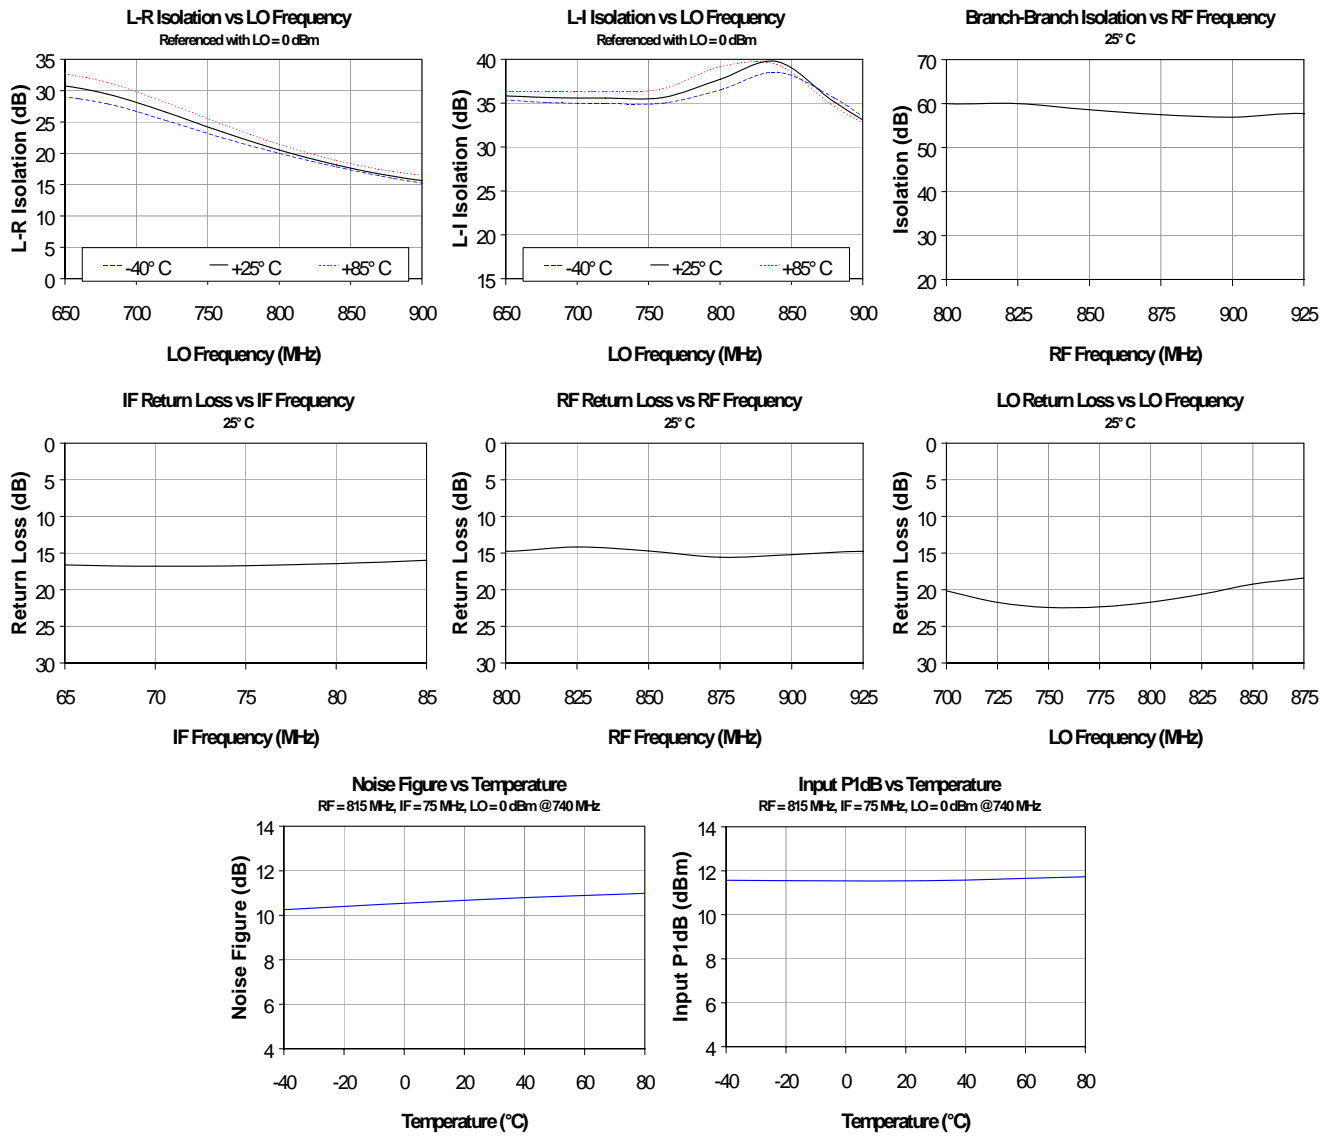 L-R Isolation vs LO Frequency
Referenced with LO = 0 dBm
L-R Isolation (dB)
35
30
25
20
15
10
5
0
-40° C +25° C +85° C
650 700 750 800 850 900
LO Frequency (MHz)
L-I Isolation vs LO Frequency
Referenced with LO = 0 dBm
L-I Isolation (dB)
40
35
30
25
20
15
-40° C +25° C +85° C
650 700 750 800 850 900
LO Frequency (MHz)
Branch-Branch Isolation vs RF Frequency
25° C
Isolation (dB)
70
60
50
40
30
20
800 825 850 875 900 925
RF Frequency (MHz)
IF Return Loss vs IF Frequency
25° C
Return Loss (dB)
0
5
10
15
20
25
30
65 70 75 80 85
IF Frequency (MHz)
RF Return Loss vs RF Frequency
25° C
Return Loss (dB)
0
5
10
15
20
25
30
800 825 850 875 900 925
RF Frequency (MHz)
LO Return Loss vs LO Frequency
25° C
Return Loss (dB)
0
5
10
15
20
25
30
700 725 750 775 800 825 850 875
LO Frequency (MHz)
Noise Figure vs Temperature
RF = 815 MHz, IF = 75 MHz, LO = 0 dBm @ 740 MHz
Noise Figure (dB)
14
12
10
8
6
4
-40 -20 0 20 40 60 80
Temperature (°C)
Input P1dB vs Temperature
RF = 815 MHz, IF = 75 MHz, LO = 0 dBm @ 740 MHz
Input P1dB (dBm)
14
12
10
8
6
4
-40 -20 0 20 40 60 80
Temperature (°C)